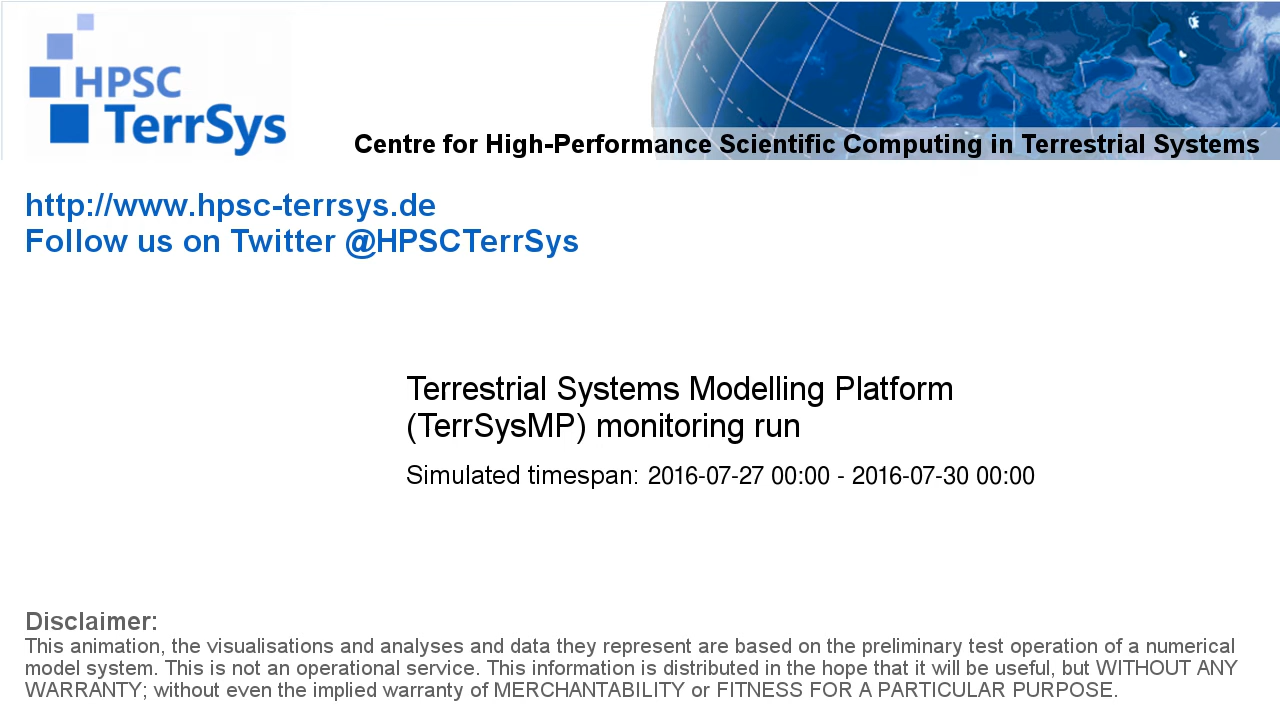 HPSC
TerrSys
Centre for High-Performance Scientific Computing in Terrestrial Systems
http://www.hpsc-terrsys.de
Follow us on Twitter @HPSCTerrSys
Terrestrial Systems Modelling Platform
(TerrSysMP) monitoring run
Simulated timespan: 2016-07-27 00:00 - 2016-07-30 00:00
Disclaimer:
This animation, the visualisations and analyses and data they represent are based on the preliminary test operation of a numerical
model system. This is not an operational service. This information is distributed in the hope that it will be useful, but WITHOUT ANY
WARRANTY; without even the implied warranty of MERCHANTABILITY or FITNESS FOR A PARTICULAR PURPOSE.